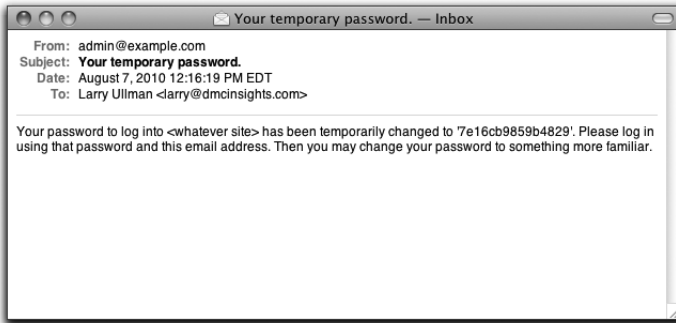 Your temporary password. — Inbox
From: admin@example.com
Subject: Your temporary password.
Date: August 7, 2010 12:16:19 PM EDT
To: Larry Ullman <larry@dmcinsights.com>
Your password to log into <whatever site> has been temporarily changed to '7e16cb9859b4829'. Please log in
using that password and this email address. Then you may change your password to something more familiar.